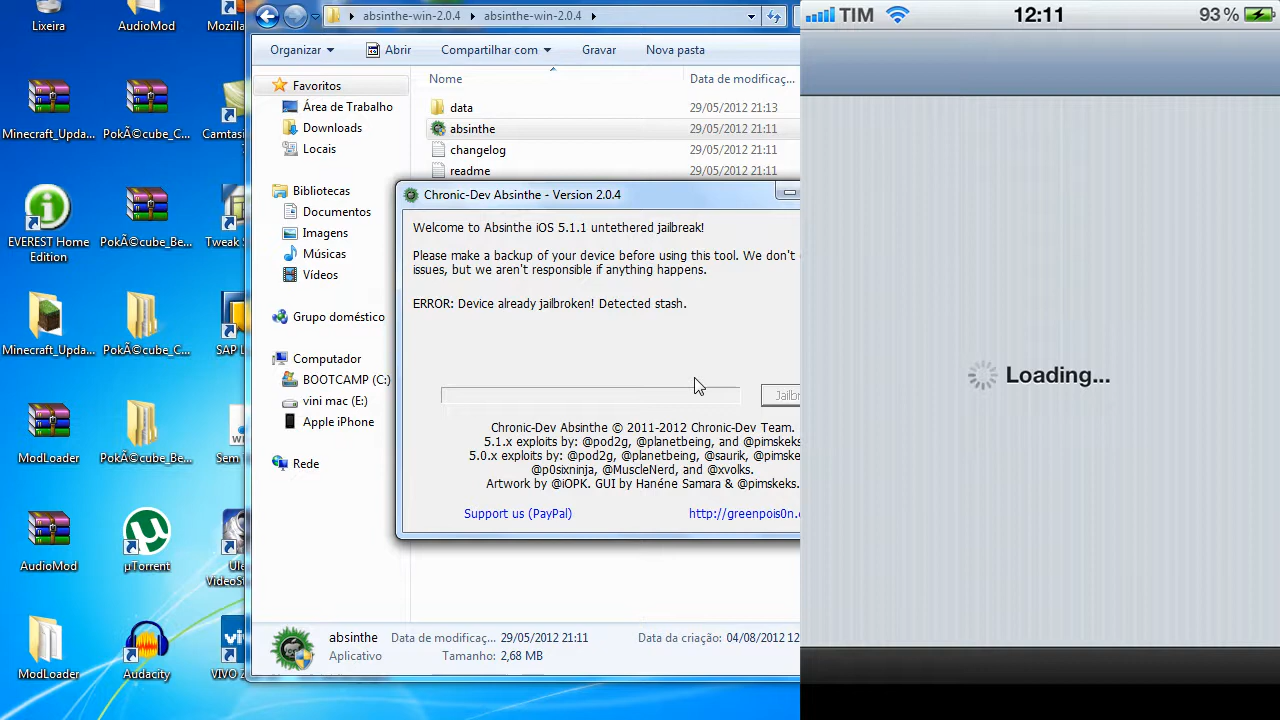 Lixeira
AudioMod
Mozilla
Minecraft_Upda...
PokÃ©cube_C...
Camtasi
EVEREST Home
Edition
PokÃ©cube_Be...
Tweak S
Minecraft_Upda...
PokÃ©cube_C...
SAP L
ModLoader
PokÃ©cube_Be...
Sem
AudioMod
µTorrent
Ule
VideoS
ModLoader
Audacity
VIVO 
absinthe-win-2.0.4
absinthe-win-2.0.4
Organizar
Abrir
Compartilhar com
Gravar
Nova pasta
Favoritos
Área de Trabalho
Downloads
Locais
Bibliotecas
Documentos
Imagens
Músicas
Vídeos
Grupo doméstico
Computador
BOOTCAMP (C:)
vini mac (E:)
Apple iPhone
Rede
Nome
Data de modificaç...
data
29/05/2012 21:13
absinthe
29/05/2012 21:11
changelog
29/05/2012 21:11
readme
29/05/2012 21:11
Chronic-Dev Absinthe - Version 2.0.4
Welcome to Absinthe iOS 5.1.1 untethered jailbreak!
Please make a backup of your device before using this tool. We don't
issues, but we aren't responsible if anything happens.
ERROR: Device already jailbroken! Detected stash.
Jailbr
Chronic-Dev Absinthe © 2011-2012 Chronic-Dev Team.
5.1.x exploits by: @pod2g, @planetbeing, and @pimskeks
5.0.x exploits by: @pod2g, @planetbeing, @saurik, @pimske
@p0sixninja, @MuscleNerd, and @xvolks.
Artwork by @iOPK. GUI by Hanéne Samara & @pimskeks.
Support us (PayPal)
http://greenpois0n.c
absinthe
Data de modificaç... 29/05/2012 21:11
Data da criação: 04/08/2012 12
Aplicativo
Tamanho: 2,68 MB
TIM
12:11
93%
Loading...